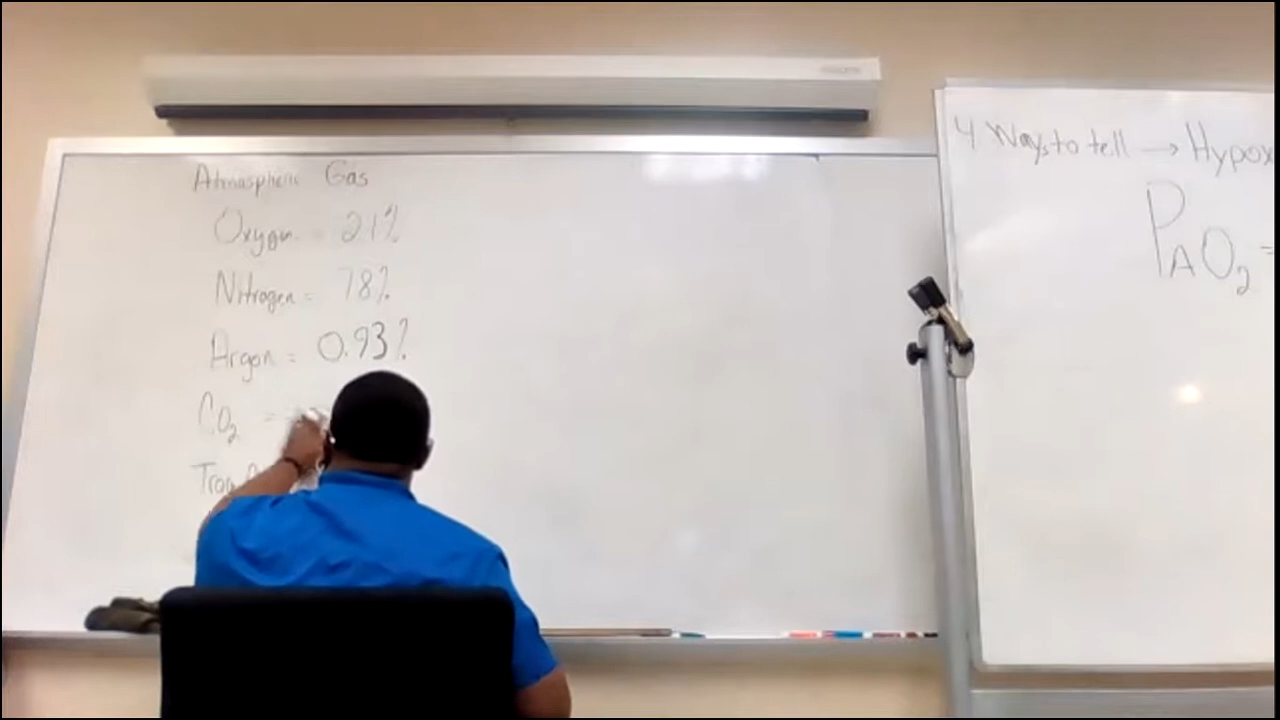 Atmospheric Gas
Oxygen = 21%
Nitrogen = 78%
Argon = 0.93%
CO2 =
4 Ways to tell → Hypox
PAO2 =